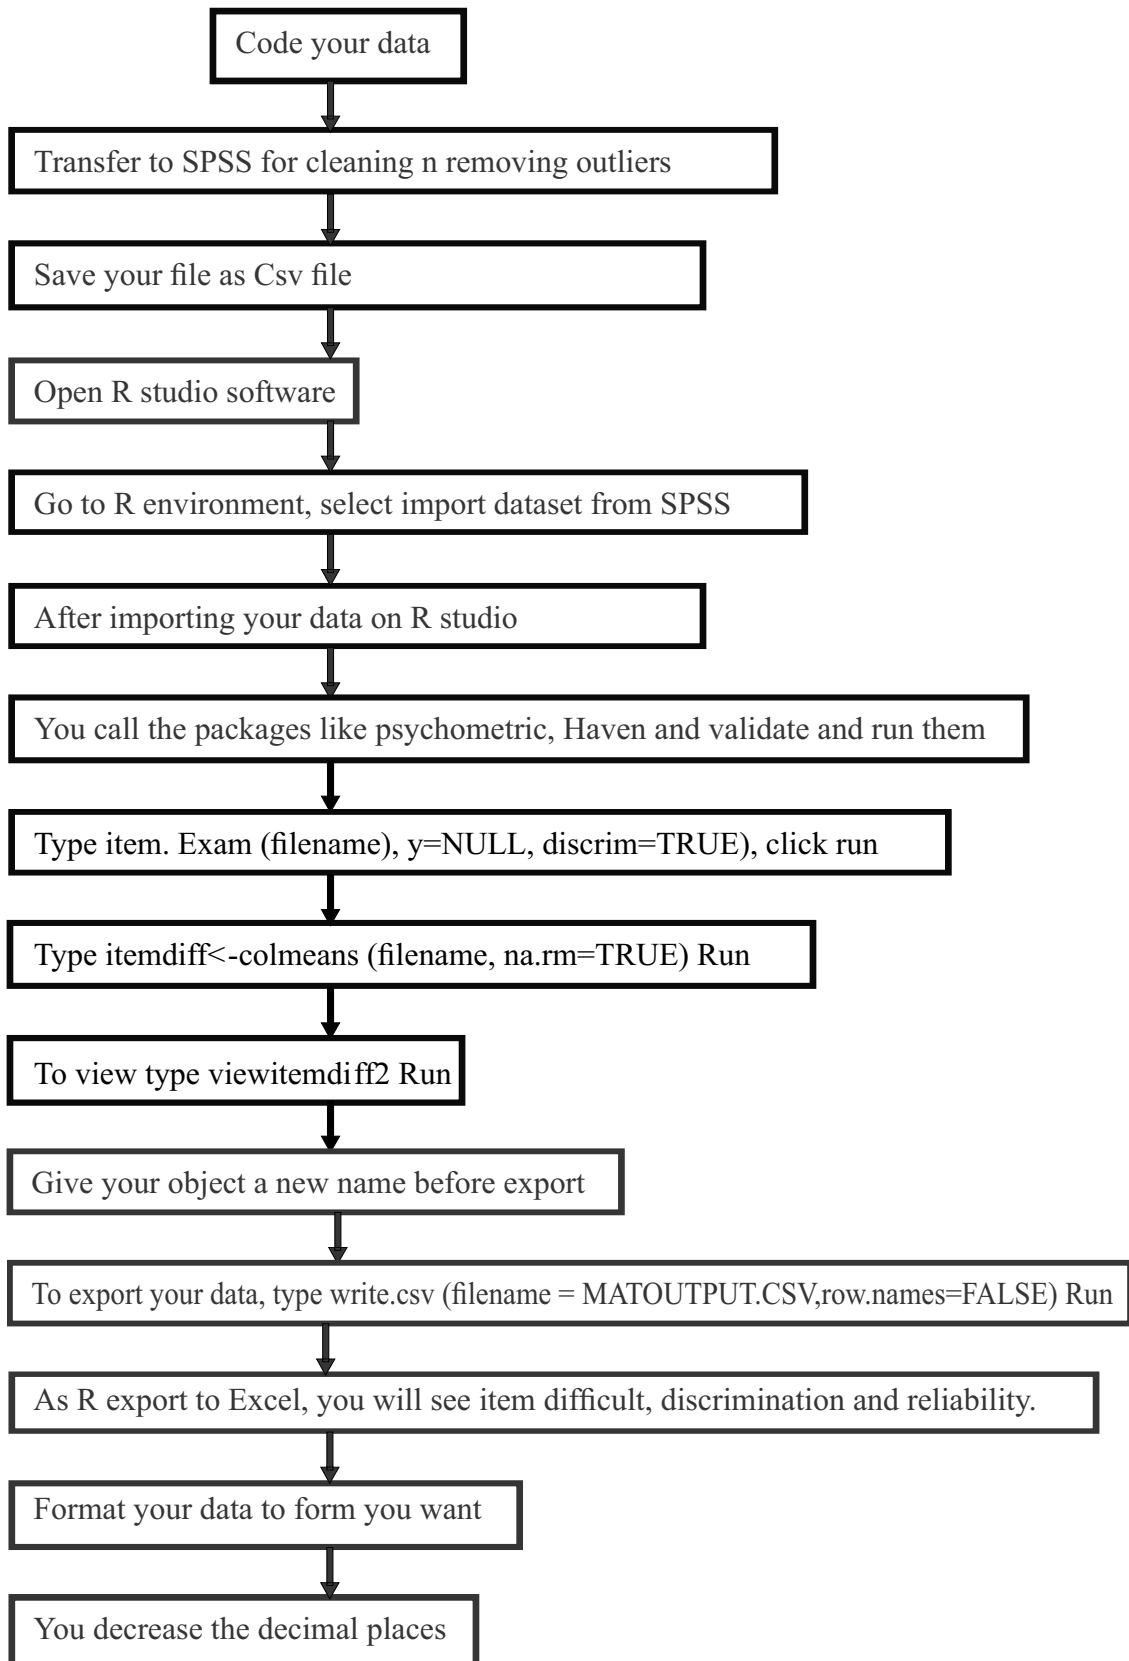 Code your data
Transfer to SPSS for cleaning n removing outliers
Save your file as Csv file
Open R studio software
Go to R environment, select import dataset from SPSS
After importing your data on R studio
You call the packages like psychometric, Haven and validate and run them
Type item. Exam (filename), y=NULL, discrim=TRUE), click run
Type itemdiff<-colmeans (filename, na.rm=TRUE) Run
To view type viewitemdiff2 Run
Give your object a new name before export
To export your data, type write.csv (filename = MATOUTPUT.CSV,row.names=FALSE) Run
As R export to Excel, you will see item difficult, discrimination and reliability.
Format your data to form you want
You decrease the decimal places